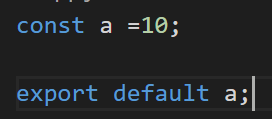 const a =10;
export default a;